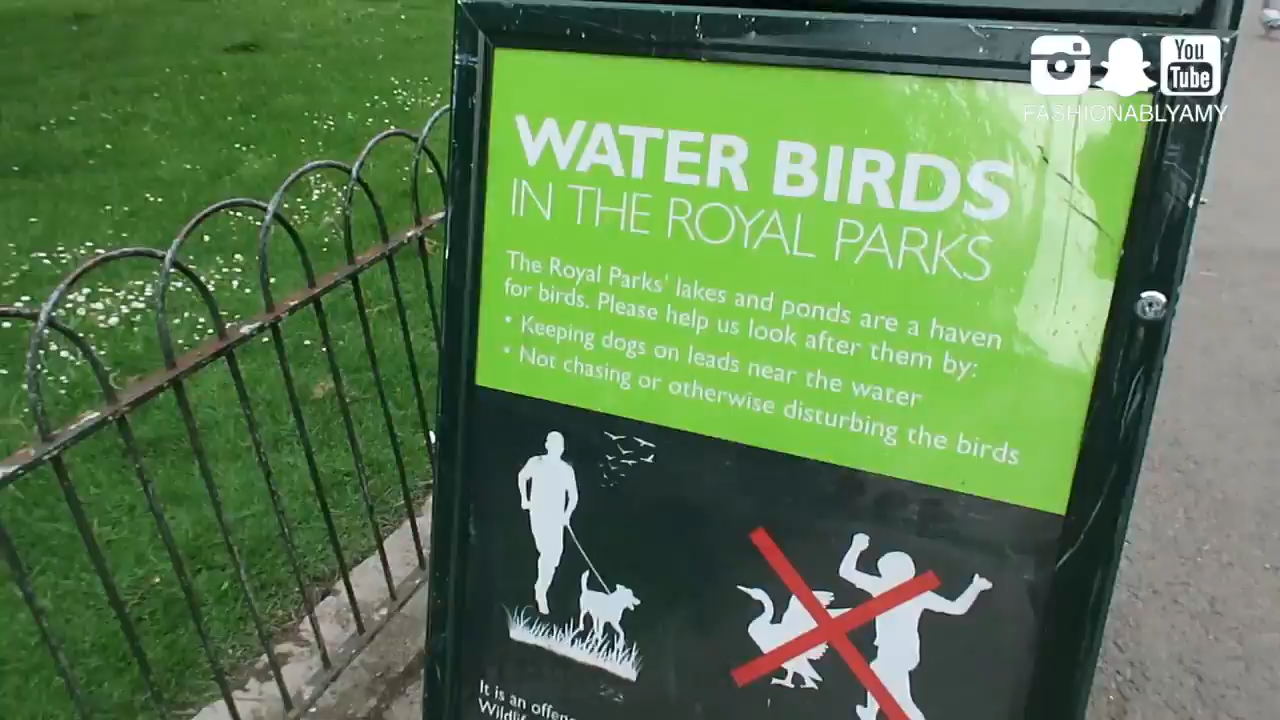 You
Tube
FASHIONABLYAMY
WATER BIRDS
IN THE ROYAL PARKS
The Royal Parks' lakes and ponds are a haven
for birds. Please help us look after them by:
• Keeping dogs on leads near the water
• Not chasing or otherwise disturbing the birds
It is an